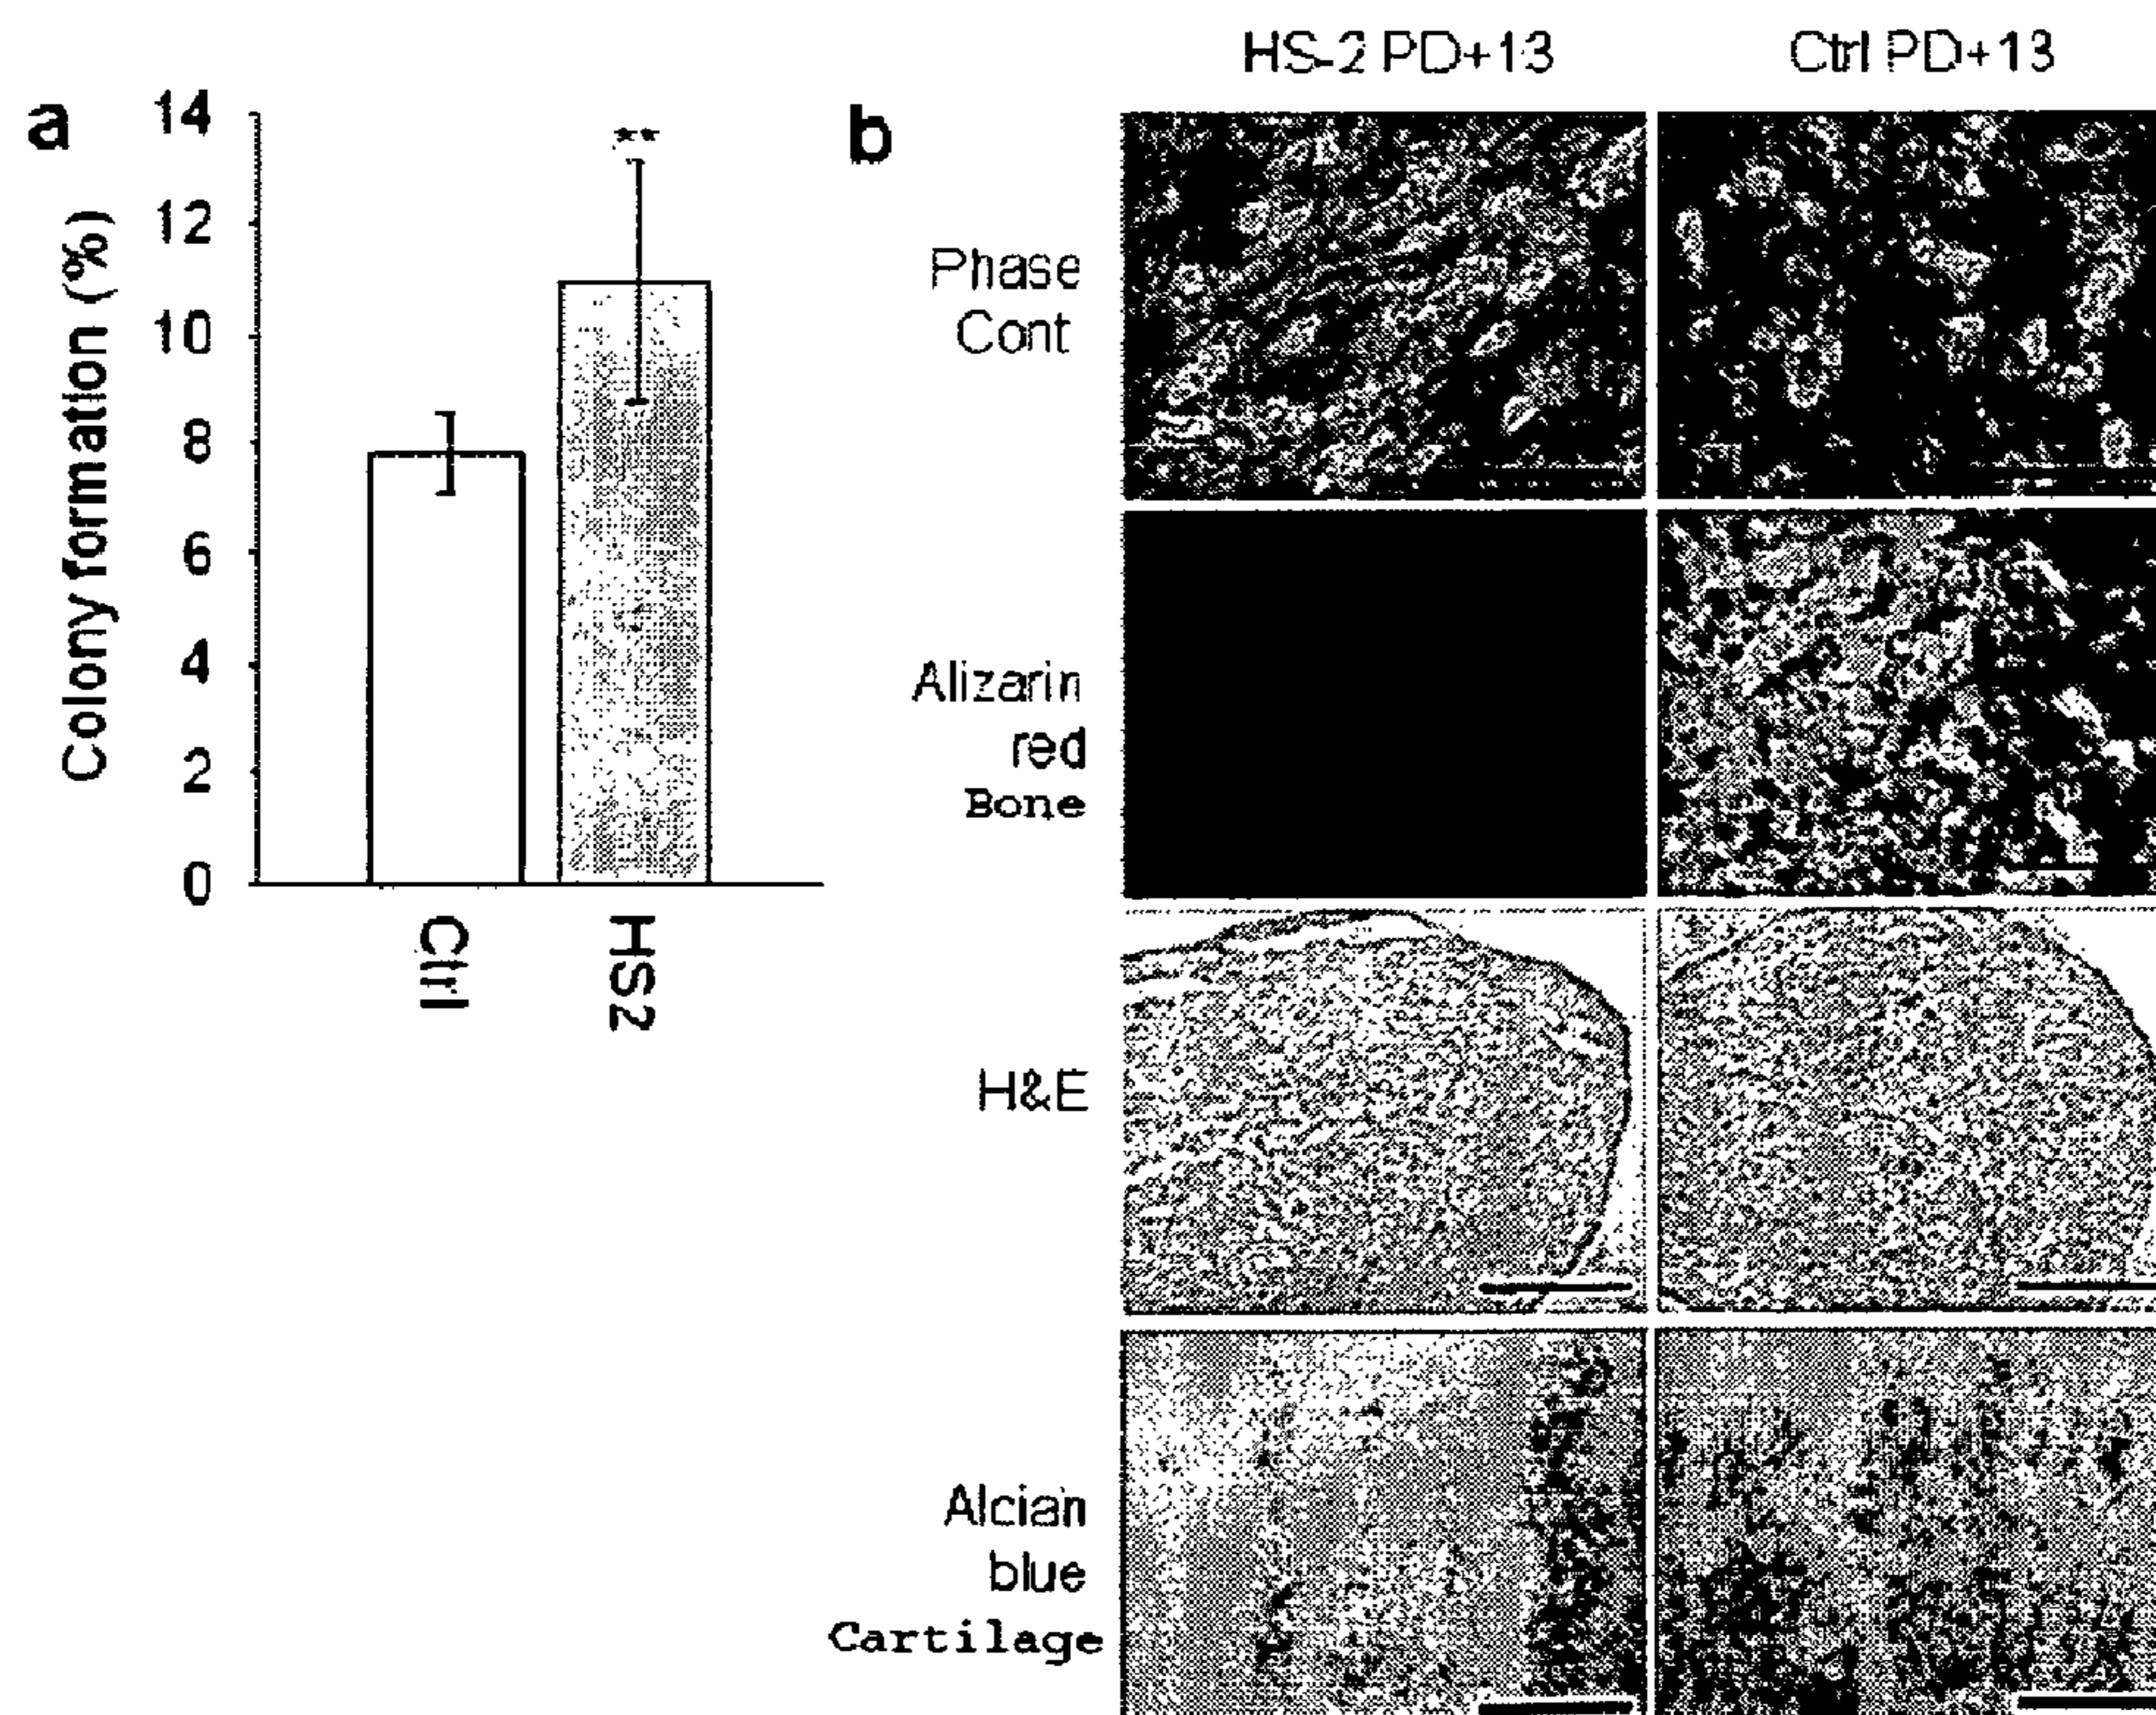 a
14
12
10
8
6
4
2
0
Colony formation (%)
**
Ctrl
HS2
b
HS-2 PD+13
Ctrl PD+13
Phase
Cont
Alizarin
red
Bone
H&E
Alcian
blue
Cartilage